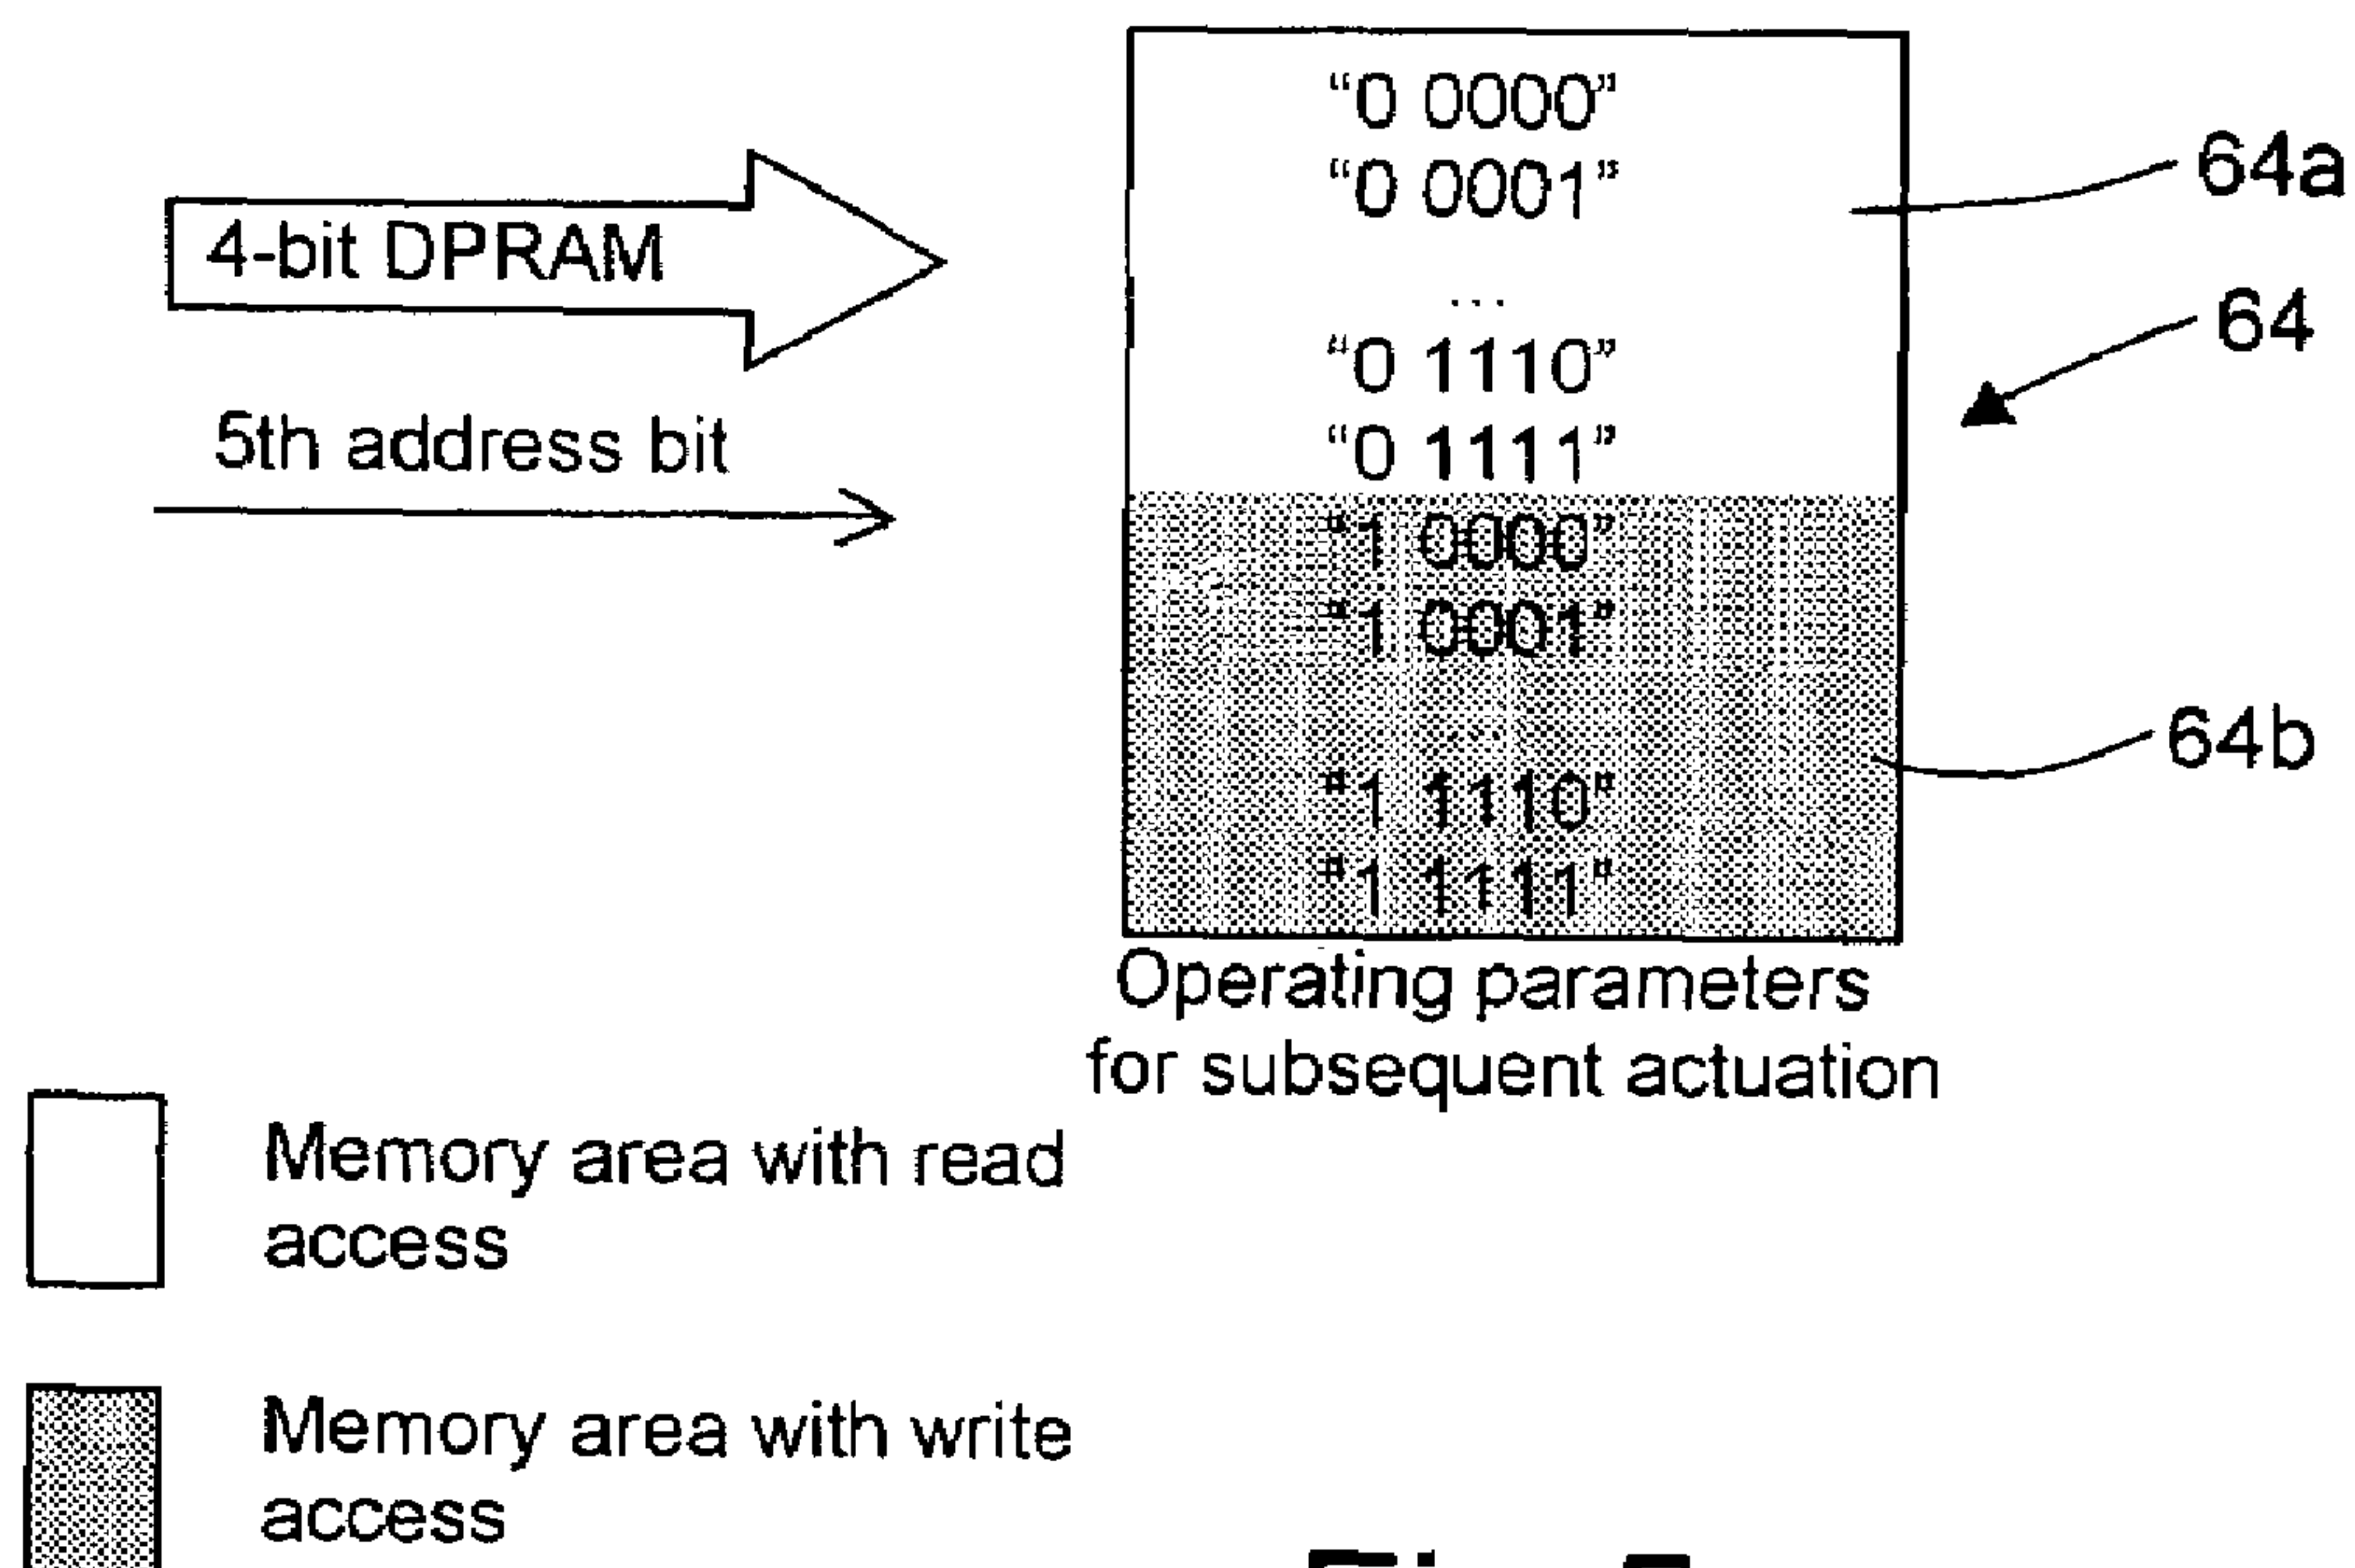 “0 0000”
“0 0001”
64a
4-bit DPRAM
...
64
“0 1110”
5th address bit
“0 1111”
“1 0000”
“1 0001”
...
64b
“1 1110”
“1 1111”
Operating parameters
for subsequent actuation
Memory area with read
access
Memory area with write
access